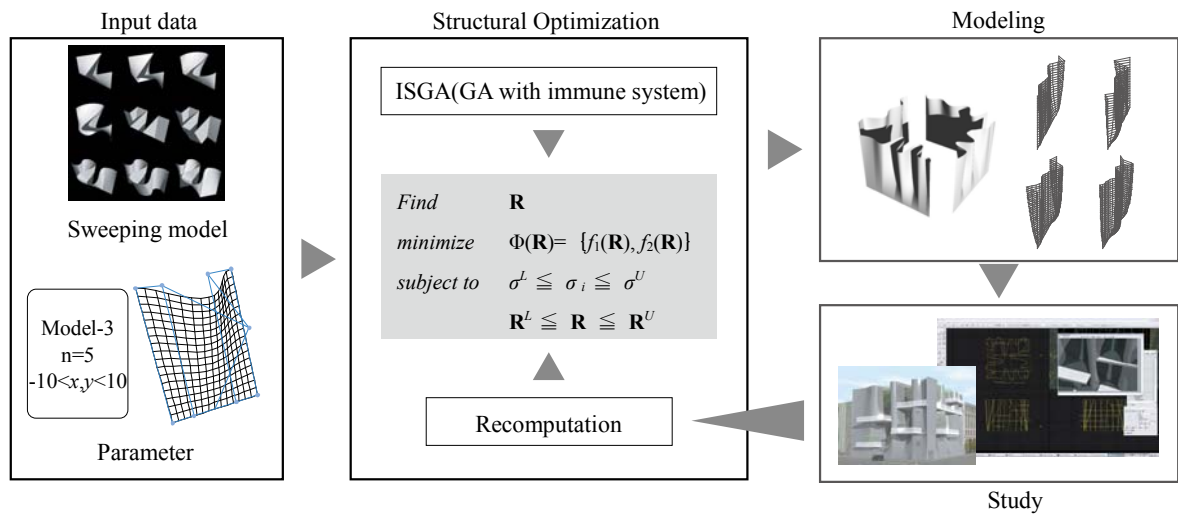 Input data
Sweeping model
Model-3
n=5
-10<x,y<10
Parameter
Structural Optimization
ISGA(GA with immune system)
Find R
minimize Φ(R)= {f₁(R), f₂(R)}
subject to σᴸ ≦ σ ᵢ ≦ σᵁ
Rᴸ ≦ R ≦ Rᵁ
Recomputation
Modeling
Study